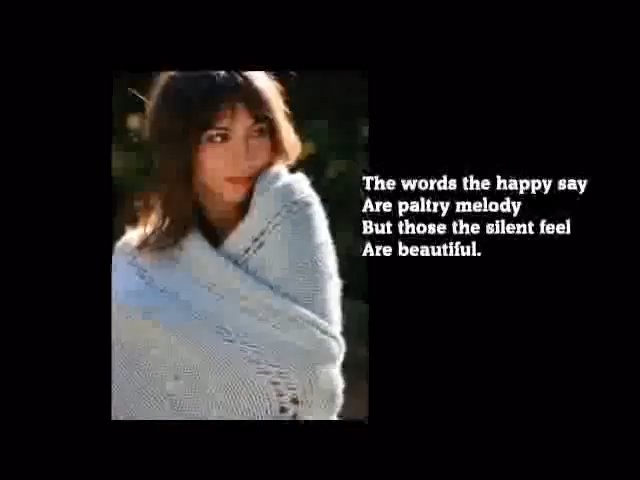 The words the happy say
Are paltry melody
But those the silent feel
Are beautiful.